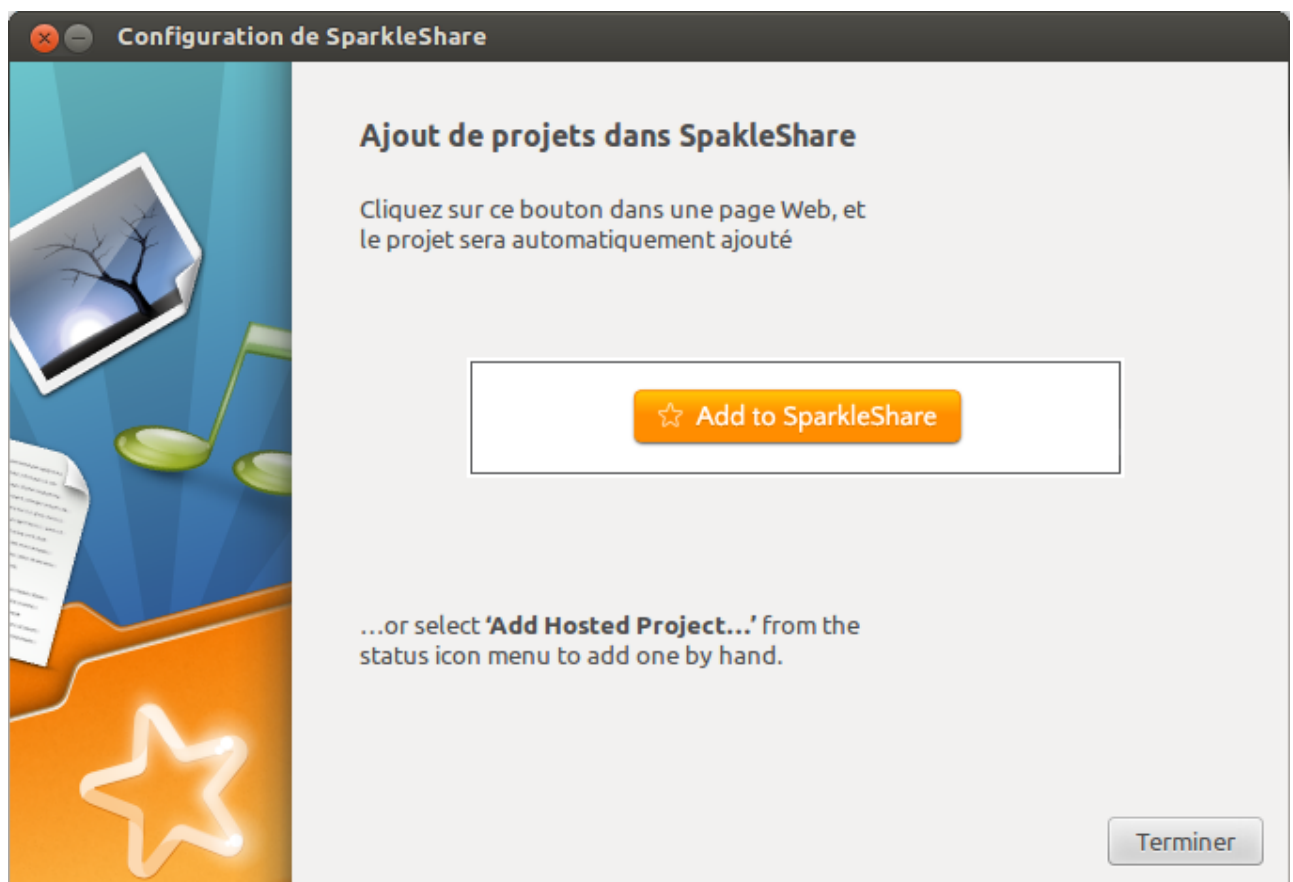 Configuration de SparkleShare
Ajout de projets dans SpakleShare
Cliquez sur ce bouton dans une page Web, et
le projet sera automatiquement ajouté
Add to SparkleShare
…or select ‘Add Hosted Project…’ from the
status icon menu to add one by hand.
Terminer